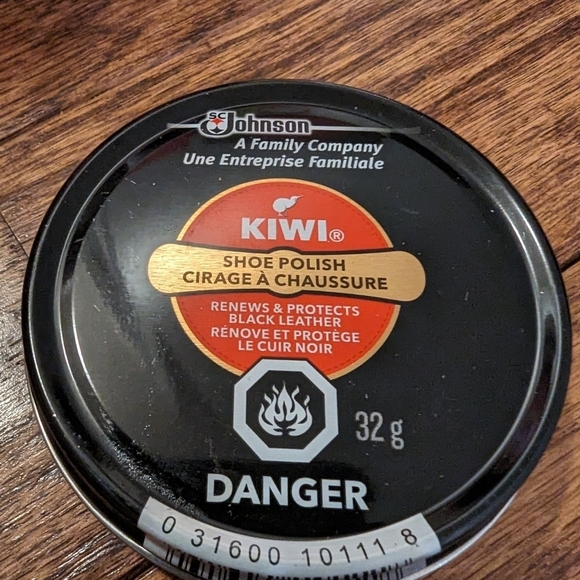 SC Johnson
A Family Company
Une Entreprise Familiale
KIWI®
SHOE POLISH
CIRAGE À CHAUSSURE
RENEWS & PROTECTS
BLACK LEATHER
RÉNOVE ET PROTÈGE
LE CUIR NOIR
32 g
DANGER
0 31600 10111 8